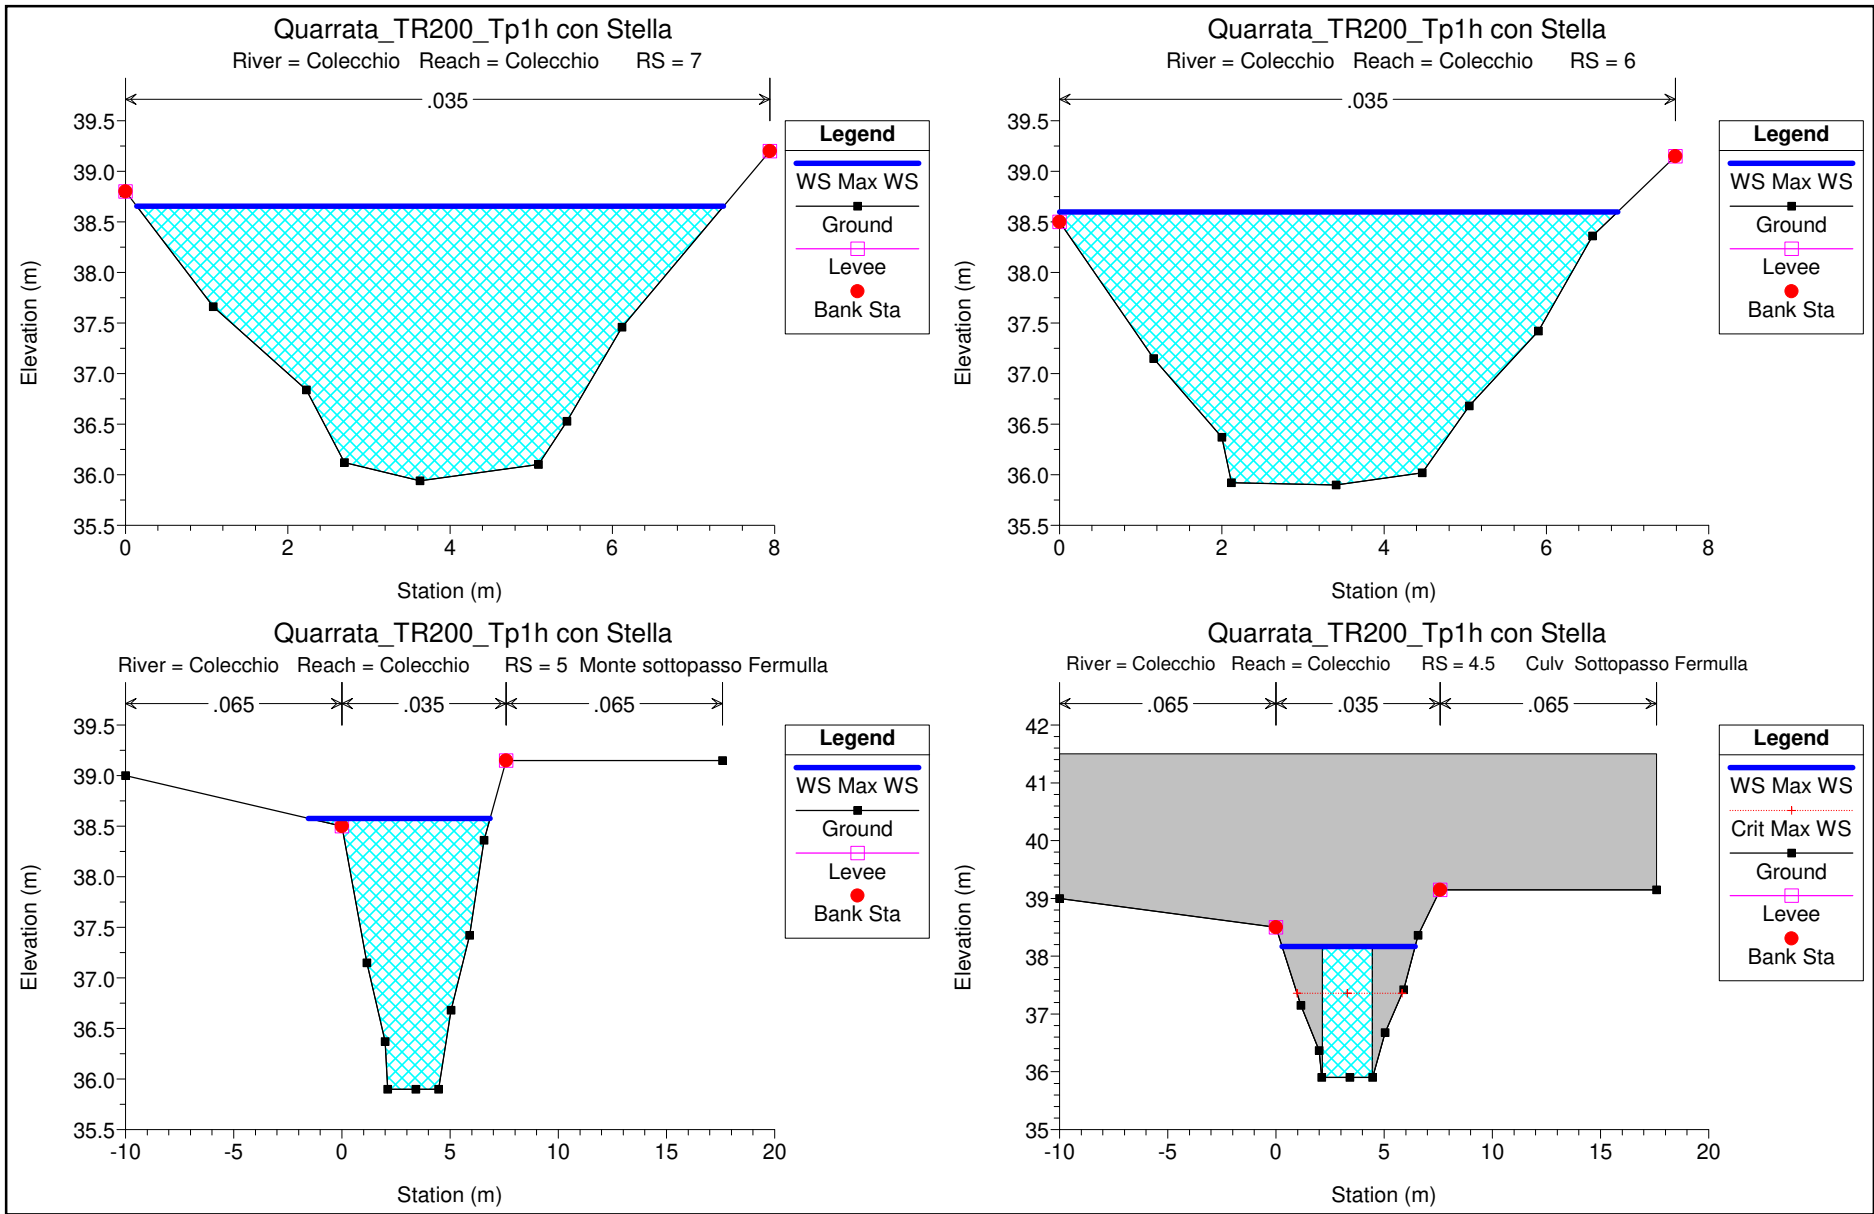 Quarrata_TR200_Tp1h con Stella
River = Colecchio Reach = Colecchio RS = 7
.035
39.5
39.0
38.5
38.0
37.5
37.0
36.5
36.0
35.5
0
2
4
6
8
Elevation (m)
Station (m)
Legend
WS Max WS
Ground
Levee
Bank Sta
Quarrata_TR200_Tp1h con Stella
River = Colecchio Reach = Colecchio RS = 6
.035
39.5
39.0
38.5
38.0
37.5
37.0
36.5
36.0
35.5
0
2
4
6
8
Elevation (m)
Station (m)
Legend
WS Max WS
Ground
Levee
Bank Sta
Quarrata_TR200_Tp1h con Stella
River = Colecchio Reach = Colecchio RS = 5 Monte sottopasso Fermulla
.065
.035
.065
39.5
39.0
38.5
38.0
37.5
37.0
36.5
36.0
35.5
-10
-5
0
5
10
15
20
Elevation (m)
Station (m)
Legend
WS Max WS
Ground
Levee
Bank Sta
Quarrata_TR200_Tp1h con Stella
River = Colecchio Reach = Colecchio RS = 4.5 Culv Sottopasso Fermulla
.065
.035
.065
42
41
40
39
38
37
36
35
-10
-5
0
5
10
15
20
Elevation (m)
Station (m)
Legend
WS Max WS
Crit Max WS
Ground
Levee
Bank Sta